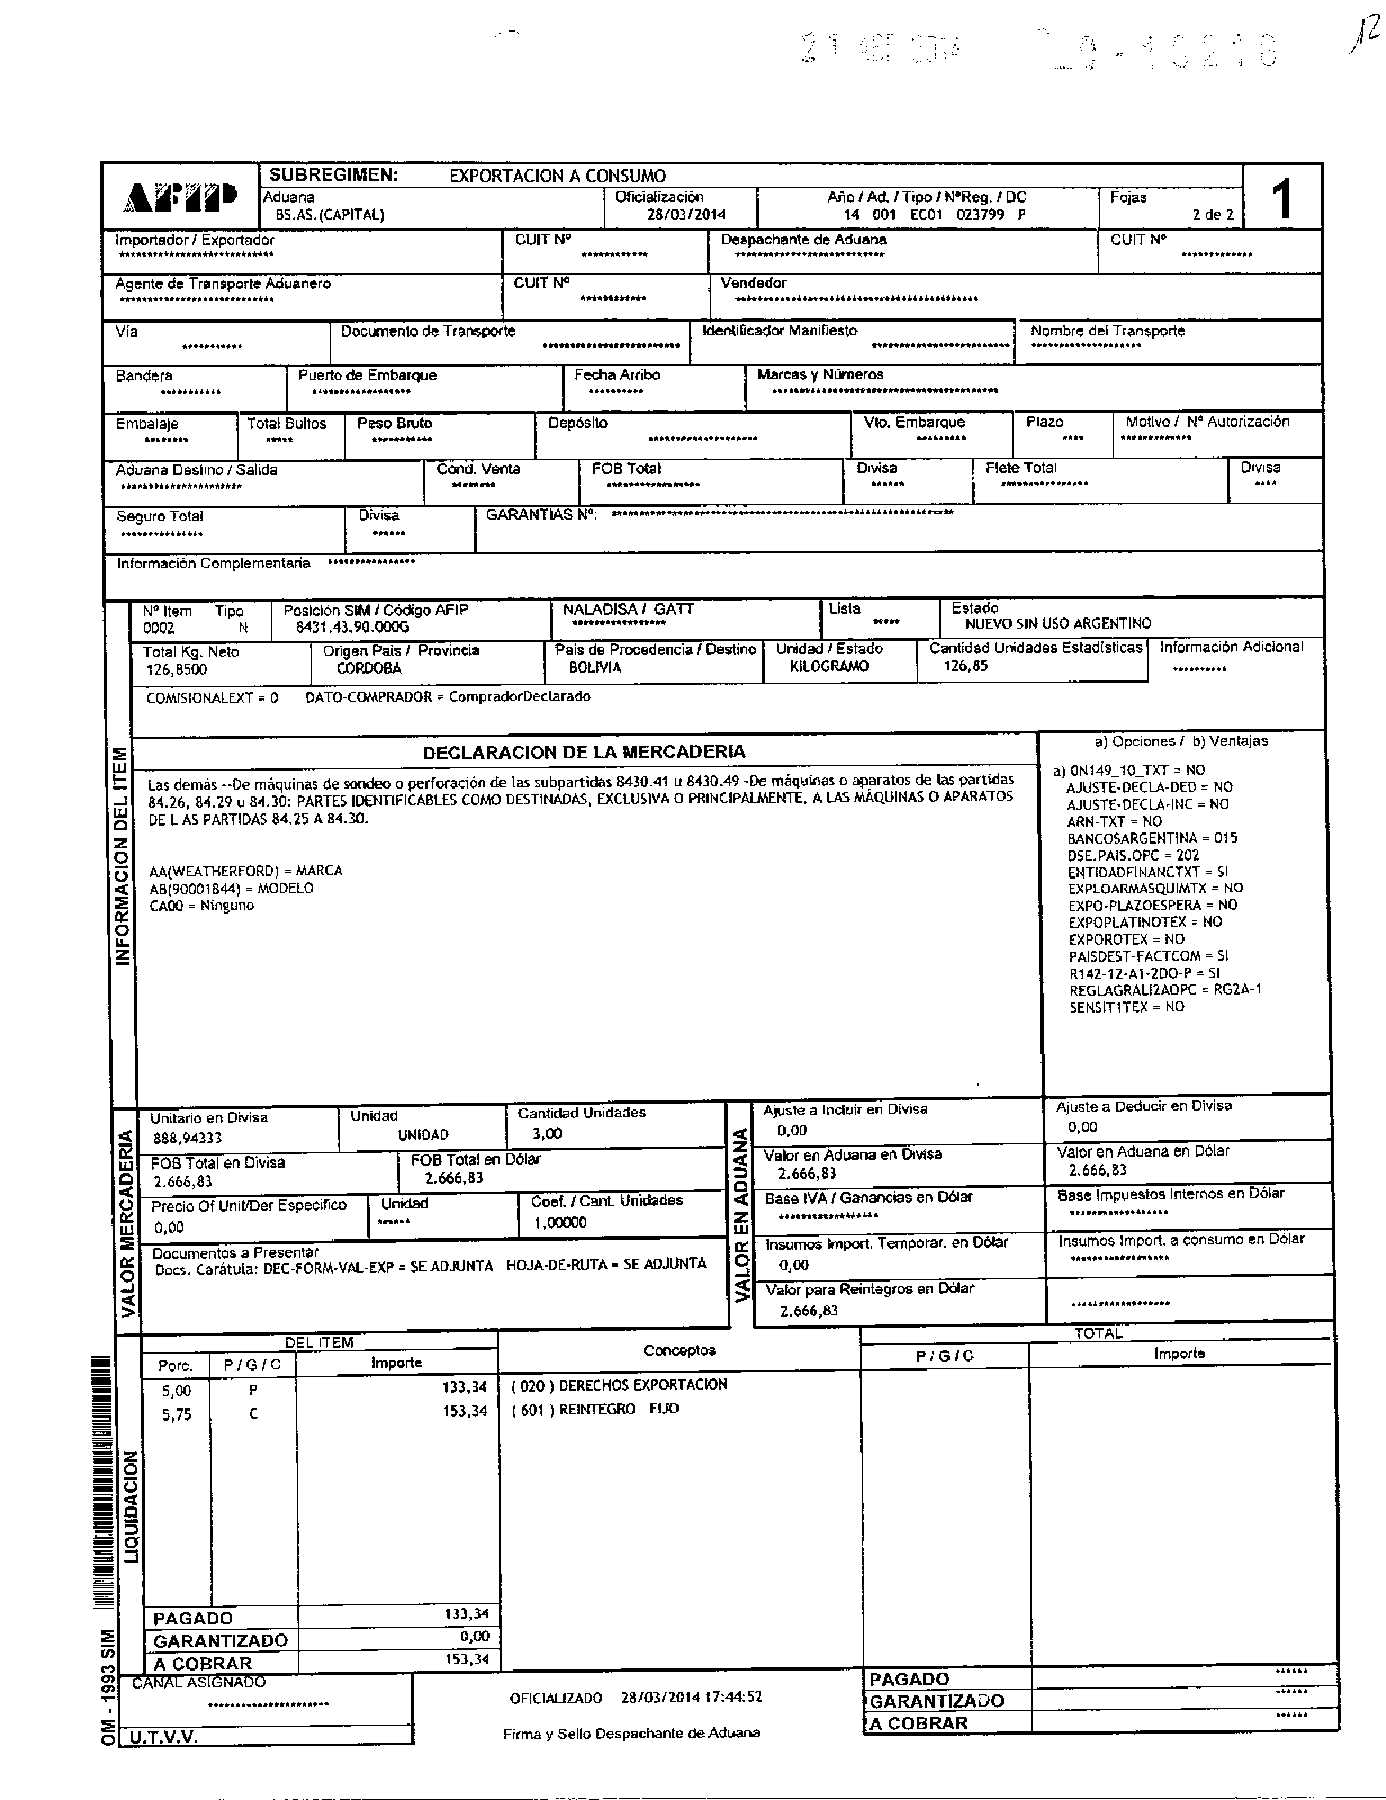 12
AFIP
SUBREGIMEN: EXPORTACION A CONSUMO
1
Aduana Oficialización Año / Ad. / Tipo / NºReg. / DC Fojas
BS.AS.(CAPITAL) 28/03/2014 14 001 EC01 023799 P 2 de 2
Importador / Exportador CUIT Nº Despachante de Aduana CUIT Nº
Agente de Transporte Aduanero CUIT Nº Vendedor
Vía Documento de Transporte Identificador Manifiesto Nombre del Transporte
Bandera Puerto de Embarque Fecha Arribo Marcas y Números
Embalaje Total Bultos Peso Bruto Depósito Vto. Embarque Plazo Motivo / Nº Autorización
Aduana Destino / Salida Cond. Venta FOB Total Divisa Flete Total Divisa
Seguro Total Divisa GARANTIAS Nº:
Información Complementaria
INFORMACION DEL ITEM
Nº Item Tipo Posición SIM / Código AFIP NALADISA / GATT Lista Estado
0002 N 8431.43.90.000G NUEVO SIN USO ARGENTINO
Total Kg. Neto Origen Pais / Provincia Pais de Procedencia / Destino Unidad / Estado Cantidad Unidades Estadísticas Información Adicional
126,8500 CORDOBA BOLIVIA KILOGRAMO 126,85
COMISIONALEXT = 0 DATO-COMPRADOR = CompradorDeclarado
DECLARACION DE LA MERCADERIA
Las demás --De máquinas de sondeo o perforación de las subpartidas 8430.41 u 8430.49 -De máquinas o aparatos de las partidas
84.26, 84.29 u 84.30: PARTES IDENTIFICABLES COMO DESTINADAS, EXCLUSIVA O PRINCIPALMENTE, A LAS MÁQUINAS O APARATOS
DE L AS PARTIDAS 84.25 A 84.30.
AA(WEATHERFORD) = MARCA
AB(90001844) = MODELO
CA00 = Ninguno
a) Opciones / b) Ventajas
a) 0N149_10_TXT = NO
AJUSTE-DECLA-DED = NO
AJUSTE-DECLA-INC = NO
ARN-TXT = NO
BANCOSARGENTINA = 015
DSE.PAIS.OPC = 202
ENTIDADFINANCTXT = SI
EXPLOARMASQUIMTX = NO
EXPO-PLAZOESPERA = NO
EXPOPLATINOTEX = NO
EXPOROTEX = NO
PAISDEST-FACTCOM = SI
R142-12-A1-2DO-P = SI
REGLAGRALI2AOPC = RG2A-1
SENSIT1TEX = NO
VALOR MERCADERIA
Unitario en Divisa Unidad Cantidad Unidades
888,94333 UNIDAD 3,00
FOB Total en Divisa FOB Total en Dólar
2.666,83 2.666,83
Precio Of Unit/Der Especifico Unidad Coef. / Cant. Unidades
0,00 1,00000
Documentos a Presentar
Docs. Carátula: DEC-FORM-VAL-EXP = SE ADJUNTA HOJA-DE-RUTA = SE ADJUNTA
VALOR EN ADUANA
Ajuste a Incluir en Divisa Ajuste a Deducir en Divisa
0,00 0,00
Valor en Aduana en Divisa Valor en Aduana en Dólar
2.666,83 2.666,83
Base IVA / Ganancias en Dólar Base Impuestos Internos en Dólar
Insumos Import. Temporar. en Dólar Insumos Import. a consumo en Dólar
0,00
Valor para Reintegros en Dólar
2.666,83
LIQUIDACION
DEL ITEM Conceptos TOTAL
Porc. P / G / C Importe P / G / C Importe
5,00 P 133,34 ( 020 ) DERECHOS EXPORTACION
5,75 C 153,34 ( 601 ) REINTEGRO FIJO
PAGADO 133,34
GARANTIZADO 0,00
A COBRAR 153,34
CANAL ASIGNADO
U.T.V.V.
OFICIALIZADO 28/03/2014 17:44:52
Firma y Sello Despachante de Aduana
PAGADO
GARANTIZADO
A COBRAR
OM - 1993 SIM